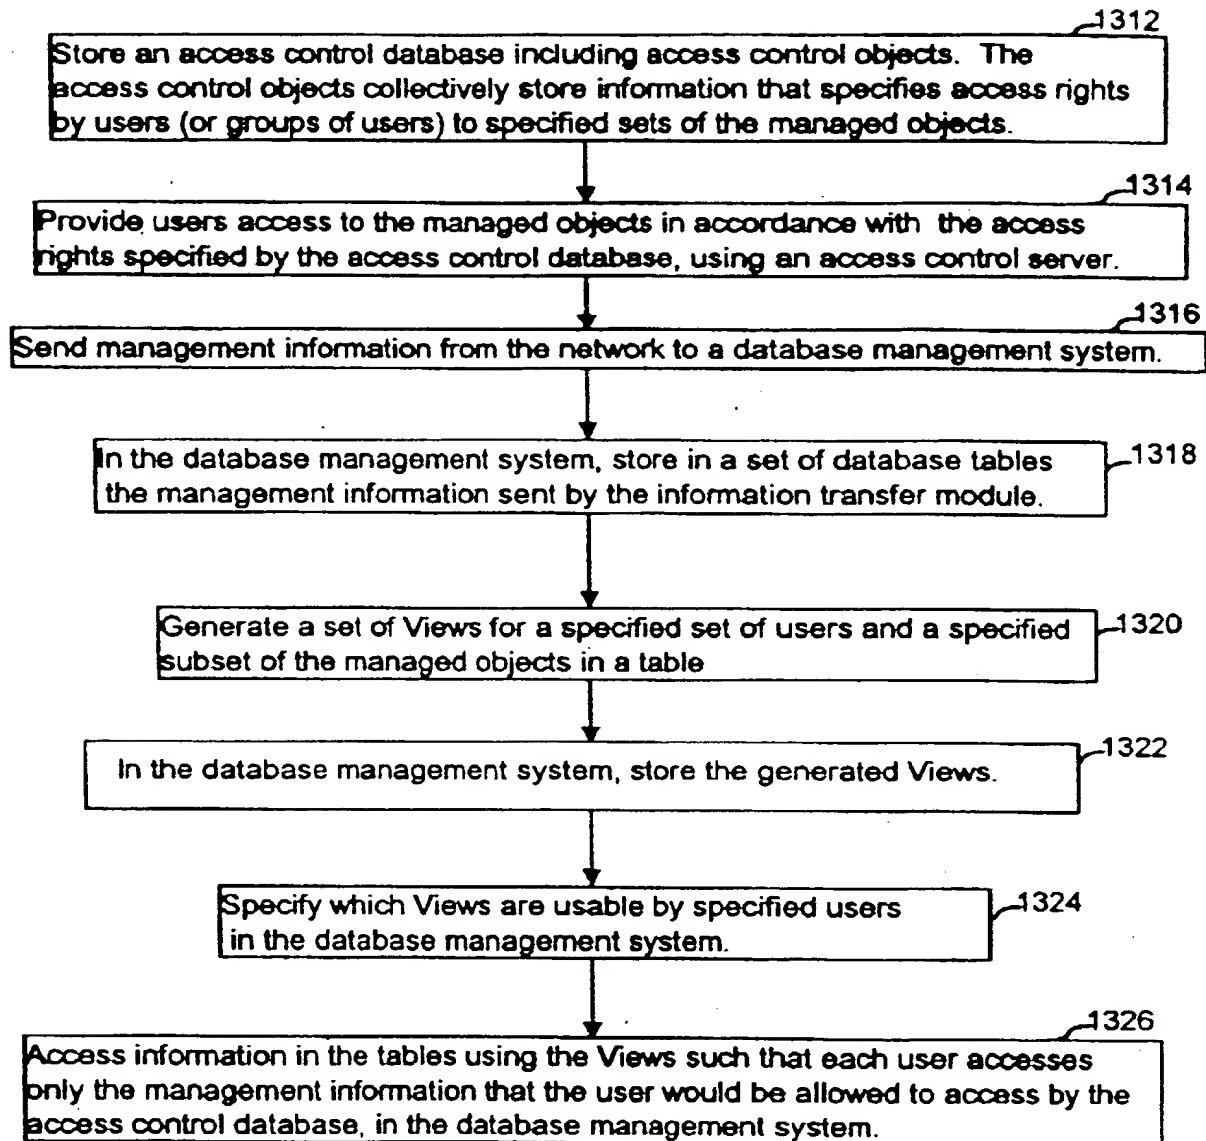 1312
Store an access control database including access control objects. The
access control objects collectively store information that specifies access rights
by users (or groups of users) to specified sets of the managed objects.
1314
Provide users access to the managed objects in accordance with the access
rights specified by the access control database, using an access control server.
1316
Send management information from the network to a database management system.
1318
In the database management system, store in a set of database tables
the management information sent by the information transfer module.
1320
Generate a set of Views for a specified set of users and a specified
subset of the managed objects in a table
1322
In the database management system, store the generated Views.
1324
Specify which Views are usable by specified users
in the database management system.
1326
Access information in the tables using the Views such that each user accesses
only the management information that the user would be allowed to access by the
access control database, in the database management system.